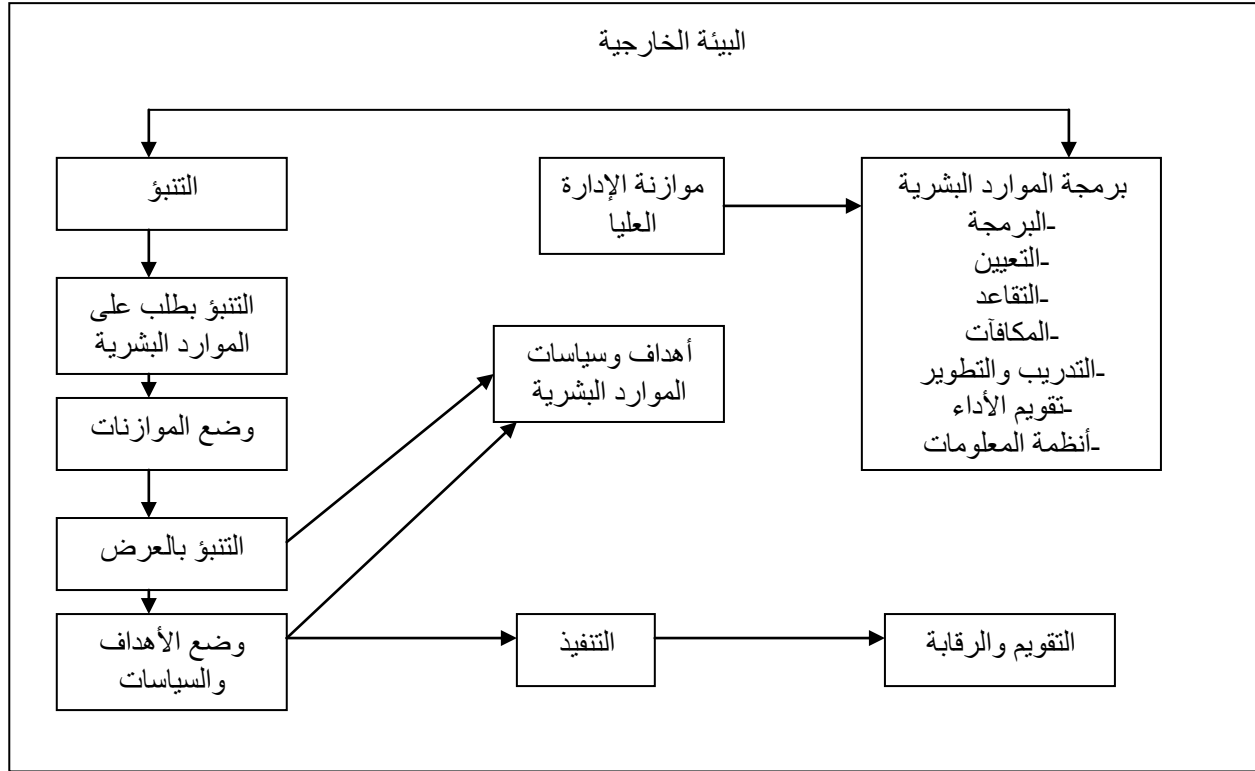 البيئة الخارجية
برمجة الموارد البشرية
-البرمجة
-التعيين
-التقاعد
-المكافآت
-التدريب والتطوير
-تقويم الأداء
-أنظمة المعلومات
موازنة الإدارة
العليا
التنبؤ
التنبؤ بطلب على
الموارد البشرية
أهداف وسياسات
الموارد البشرية
وضع الموازنات
التنبؤ بالعرض
وضع الأهداف
والسياسات
التنفيذ
التقويم والرقابة